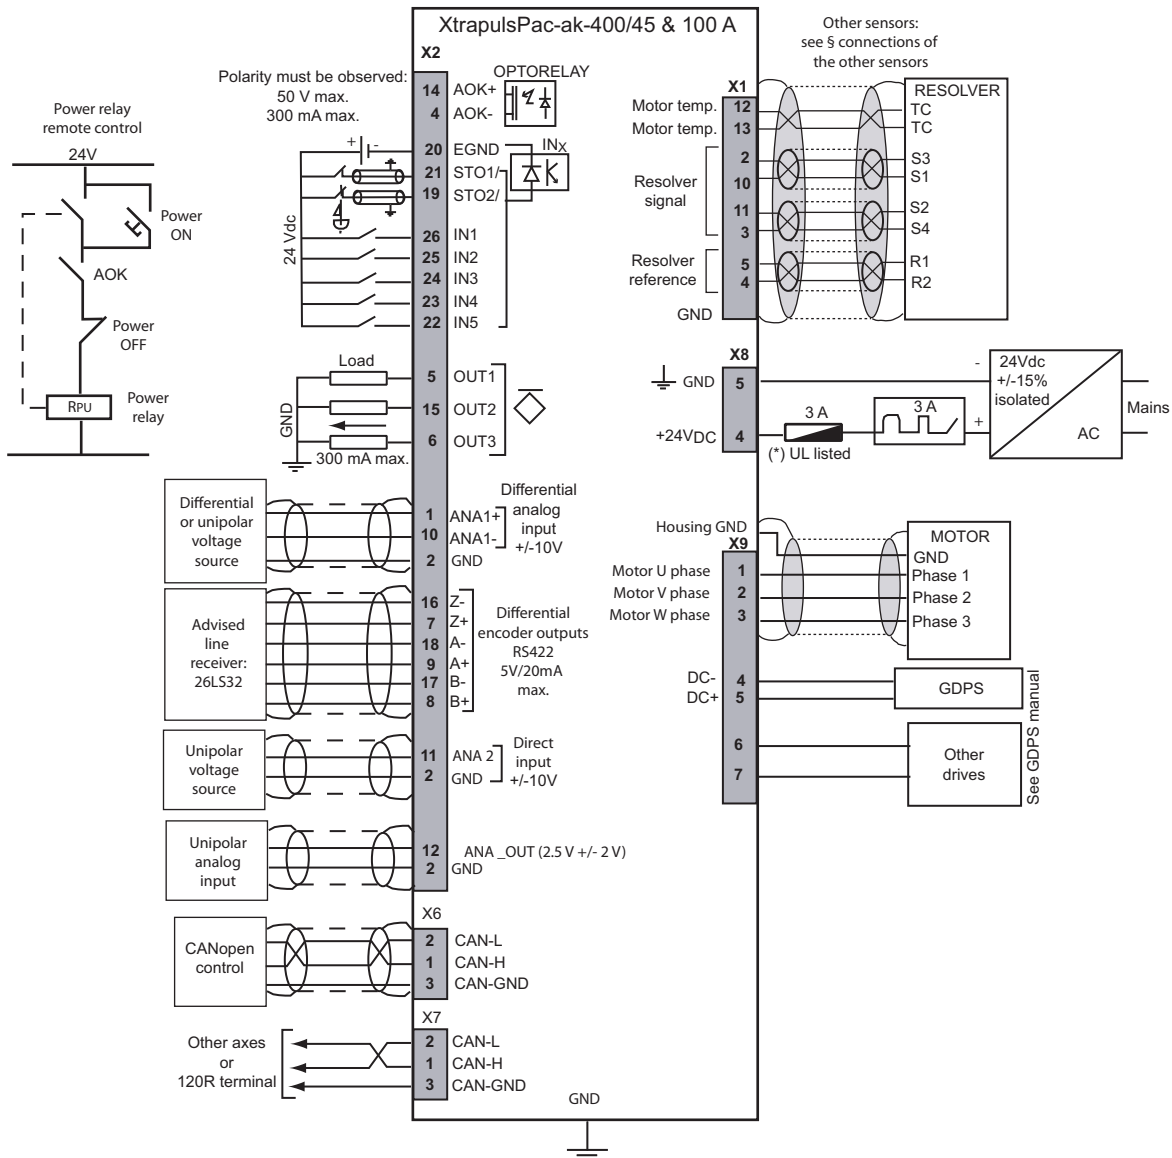 XtrapulsPac-ak-400/45 & 100 A
Power relay
remote control
24V
Power
ON
AOK
Power
OFF
RPU
Power
relay
X2
Polarity must be observed:
50 V max.
300 mA max.
14 AOK+
4 AOK-
OPTORELAY
+ -
20 EGND
21 STO1/
19 STO2/
INX
24 Vdc
26 IN1
25 IN2
24 IN3
23 IN4
22 IN5
Load
GND
5 OUT1
15 OUT2
6 OUT3
300 mA max.
Differential
or unipolar
voltage
source
1 ANA1+
10 ANA1-
2 GND
Differential
analog
input
+/-10V
Advised
line
receiver:
26LS32
16 Z-
7 Z+
18 A-
9 A+
17 B-
8 B+
Differential
encoder outputs
RS422
5V/20mA
max.
Unipolar
voltage
source
11 ANA 2
2 GND
Direct
input
+/-10V
Unipolar
analog
input
12 ANA _OUT (2.5 V +/- 2 V)
2 GND
X6
CANopen
control
2 CAN-L
1 CAN-H
3 CAN-GND
X7
Other axes
or
120R terminal
2 CAN-L
1 CAN-H
3 CAN-GND
GND
Other sensors:
see § connections of
the other sensors
X1
RESOLVER
Motor temp. 12 TC
Motor temp. 13 TC
Resolver
signal
2 S3
10 S1
11 S2
3 S4
Resolver
reference
5 R1
4 R2
GND
X8
GND 5 -
+24VDC 4
3 A
(*) UL listed
3 A
+
24Vdc
+/-15%
isolated
AC
Mains
Housing GND
X9
MOTOR
GND
Motor U phase 1 Phase 1
Motor V phase 2 Phase 2
Motor W phase 3 Phase 3
DC- 4
DC+ 5
GDPS
6
7
Other
drives
See GDPS manual